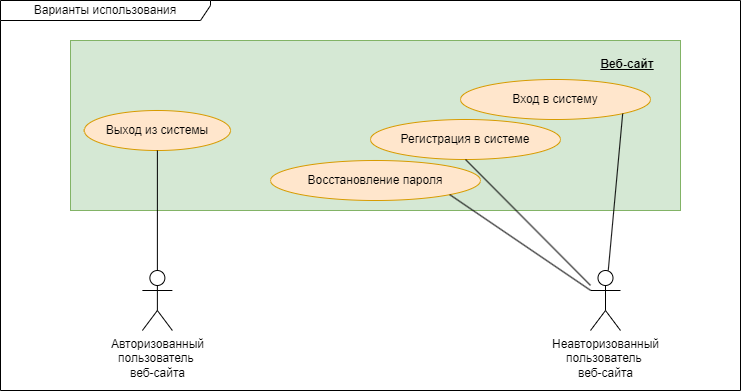 Варианты использования
Веб-сайт
Вход в систему
Выход из системы
Регистрация в системе
Восстановление пароля
Авторизованный
пользователь
веб-сайта
Неавторизованный
пользователь
веб-сайта